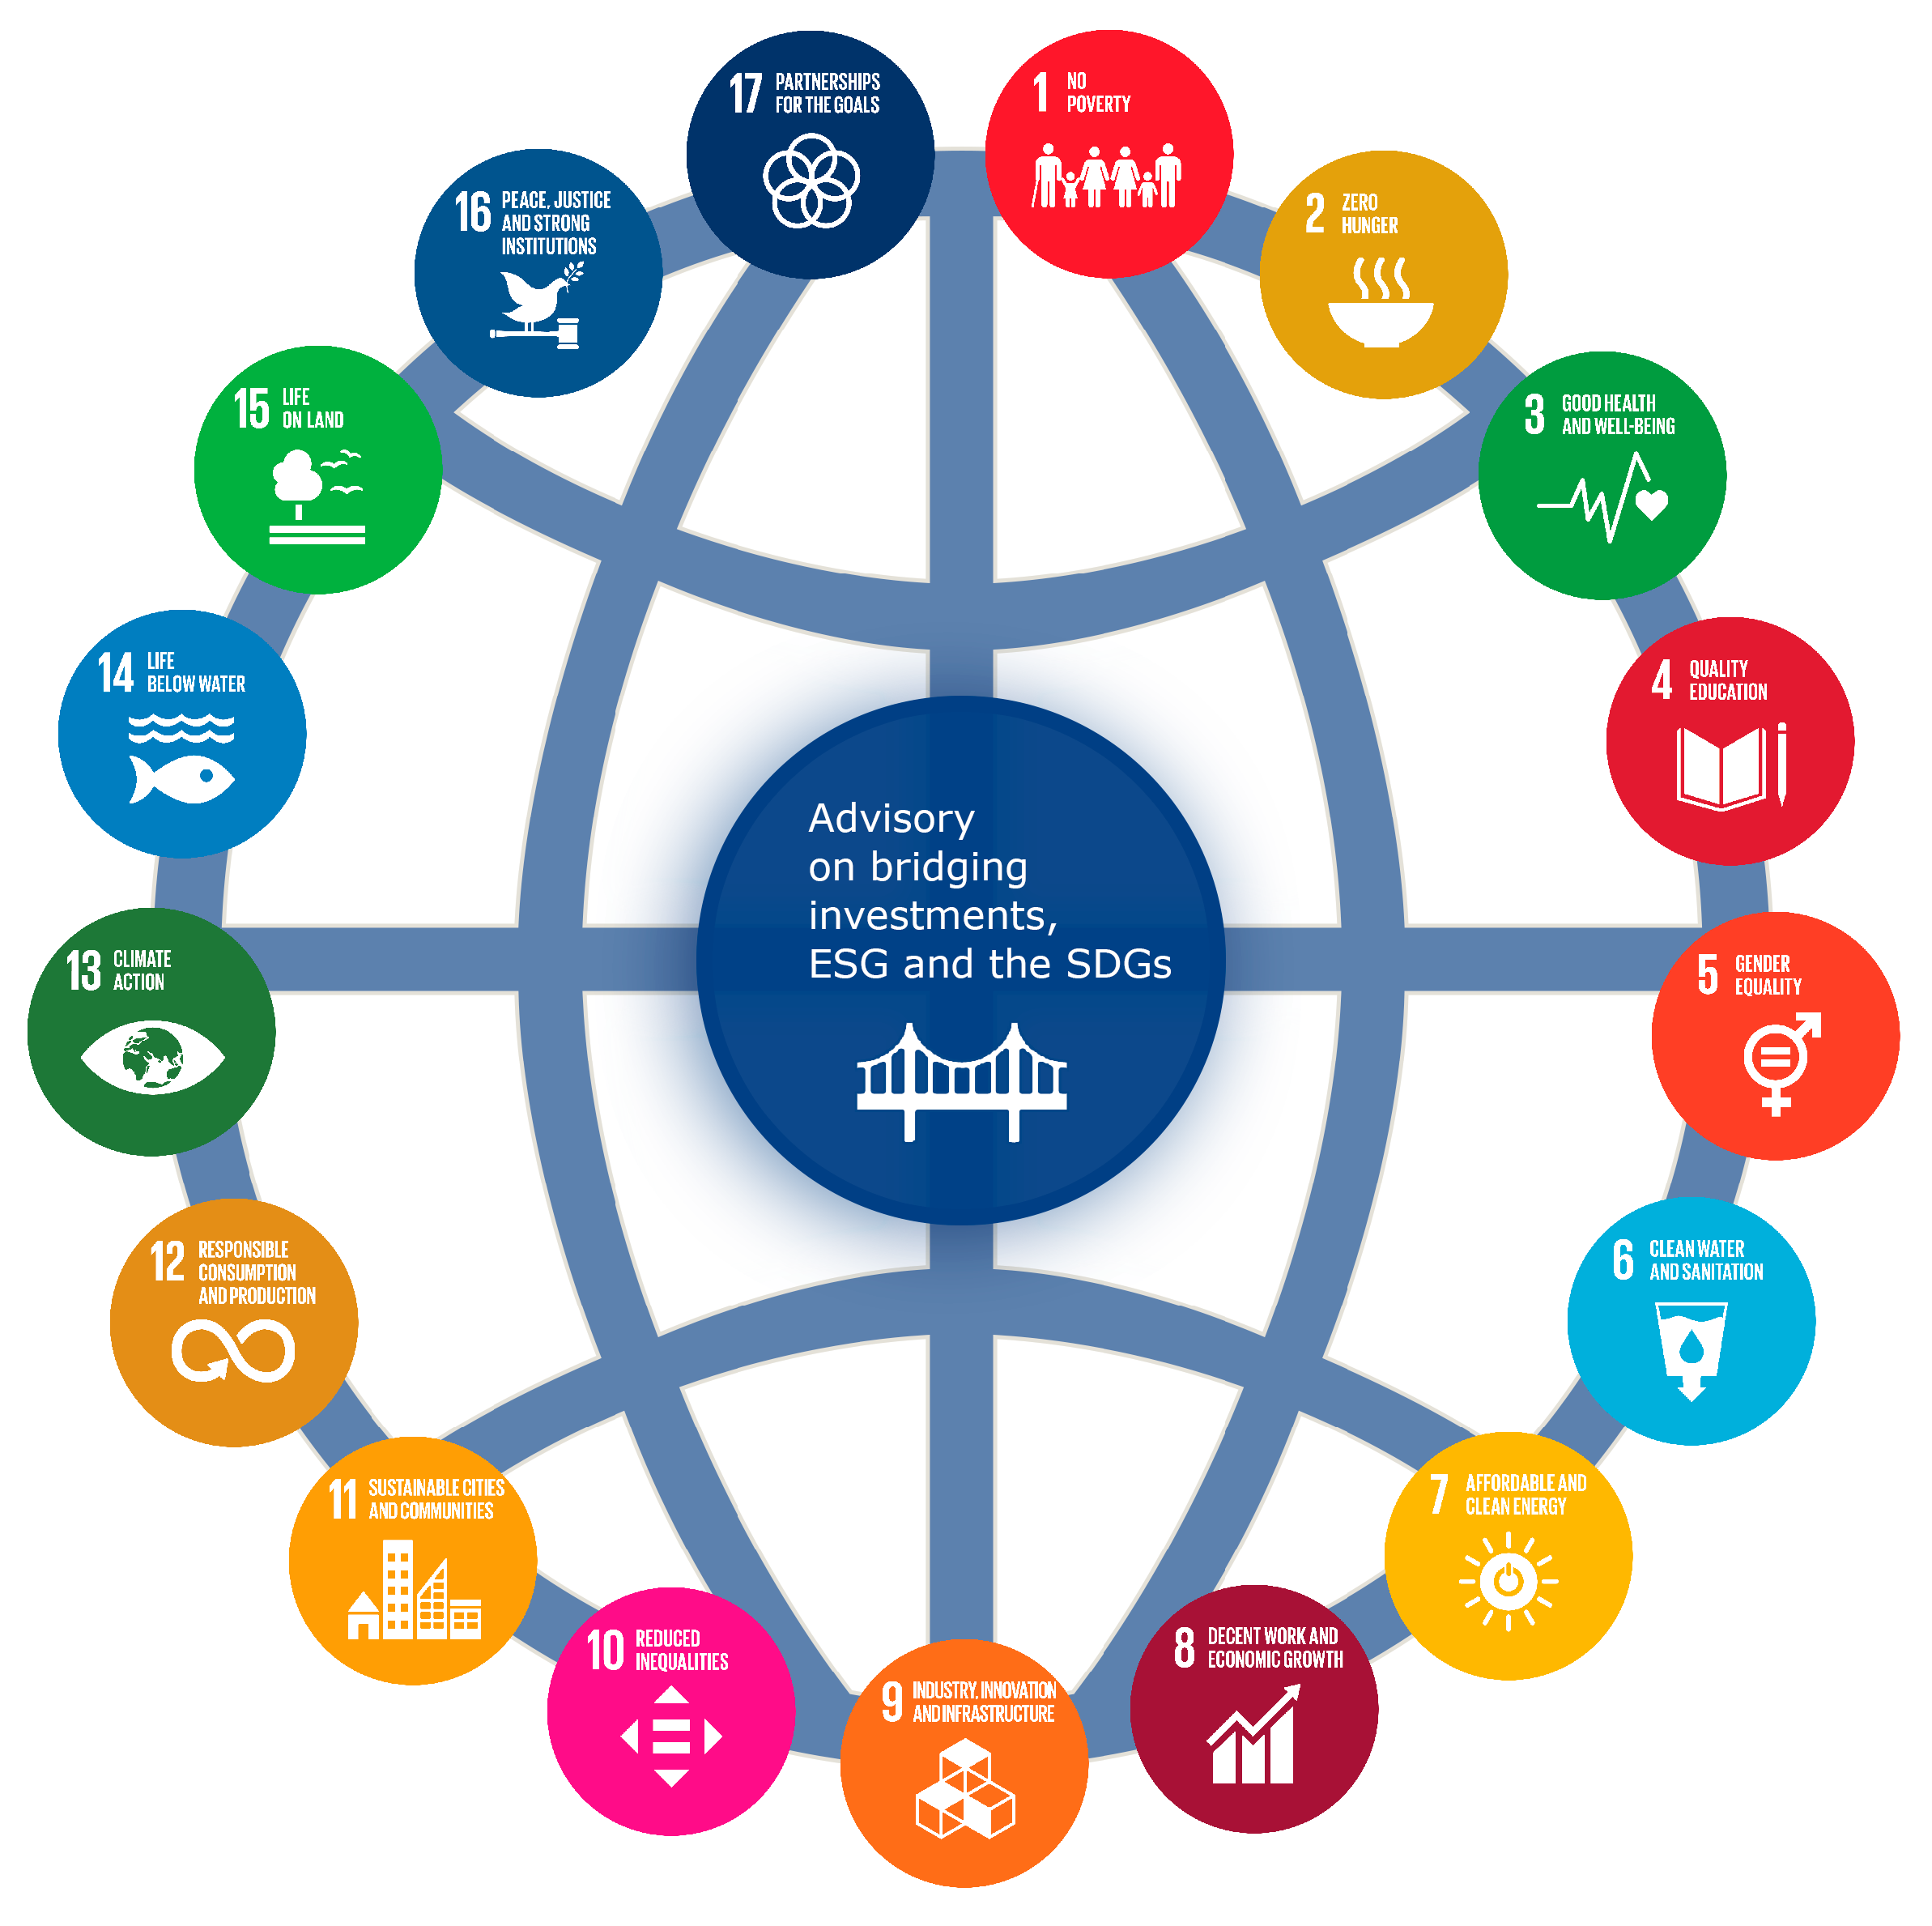 17 PARTNERSHIPS
FOR THE GOALS
1 NO
POVERTY
2 ZERO
HUNGER
3 GOOD HEALTH
AND WELL-BEING
4 QUALITY
EDUCATION
5 GENDER
EQUALITY
6 CLEAN WATER
AND SANITATION
7 AFFORDABLE AND
CLEAN ENERGY
8 DECENT WORK AND
ECONOMIC GROWTH
9 INDUSTRY, INNOVATION
AND INFRASTRUCTURE
10 REDUCED
INEQUALITIES
11 SUSTAINABLE CITIES
AND COMMUNITIES
12 RESPONSIBLE
CONSUMPTION
AND PRODUCTION
13 CLIMATE
ACTION
14 LIFE
BELOW WATER
15 LIFE
ON LAND
16 PEACE, JUSTICE
AND STRONG
INSTITUTIONS
Advisory
on bridging
investments,
ESG and the SDGs